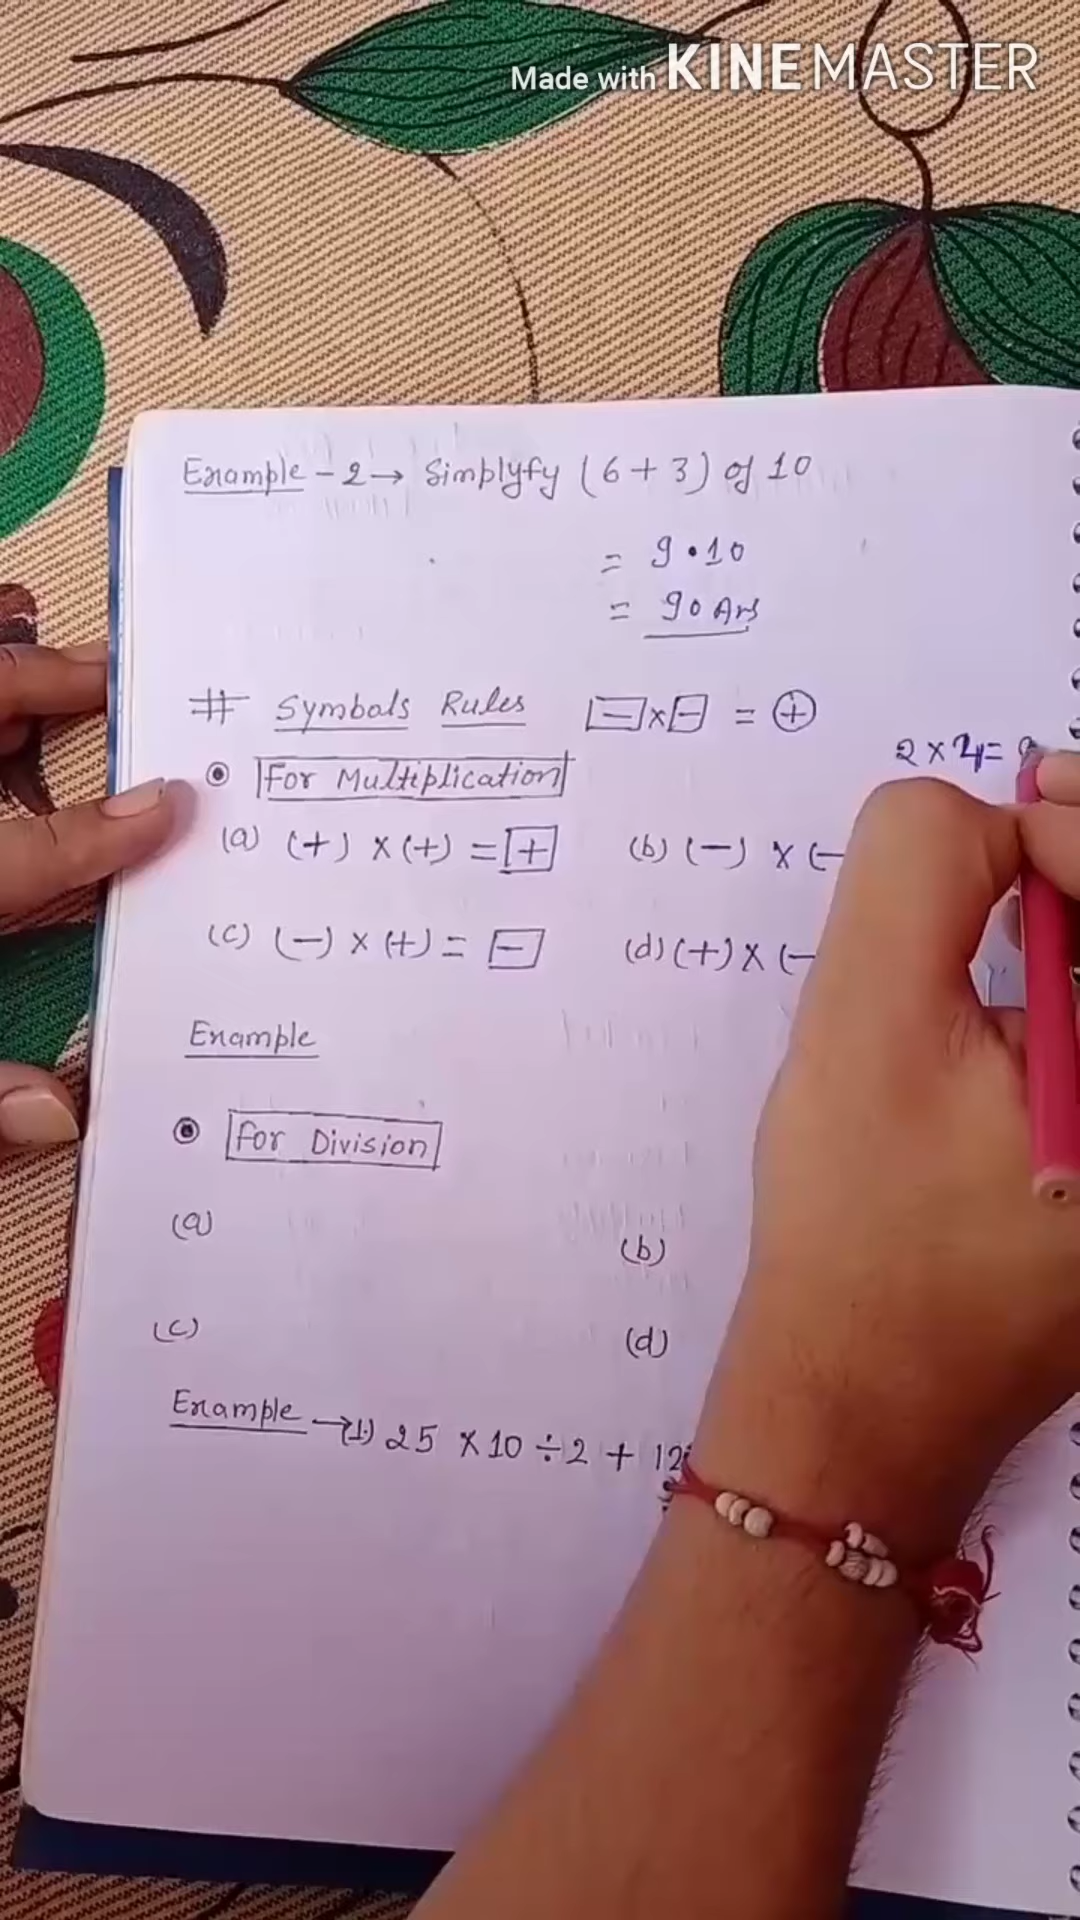 Made with KINEMASTER
Example - 2 → Simplyfy (6 + 3) of 10
= 9 • 10
= 90 Ans
# Symbols Rules [-] x [-] = (+)
2 x 4 =
For Multiplication
(a) (+) x (+) = [+] (b) (-) x (-
(c) (-) x (+) = [-] (d) (+) x (-
Example
For Division
(a)
(b)
(c)
(d)
Example → (1) 25 x 10 ÷ 2 + 12